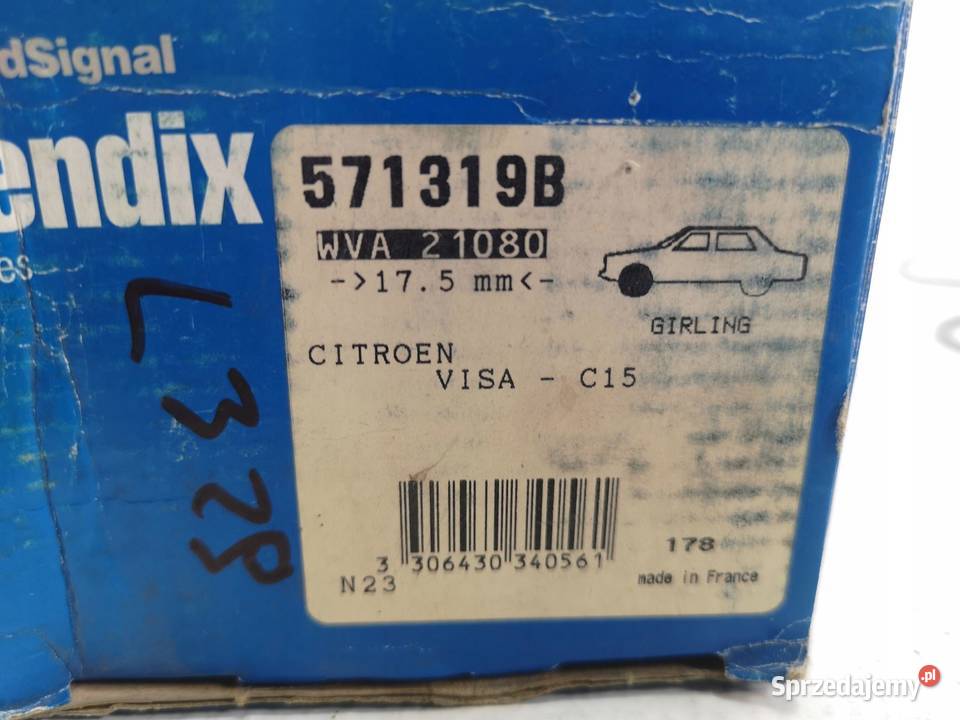 dSignal
endix
es
571319B
WVA 21080
->17.5 mm<-
GIRLING
CITROEN
VISA - C15
3 306430 340561
N23
178
made in France
Sprzedajemy.pl